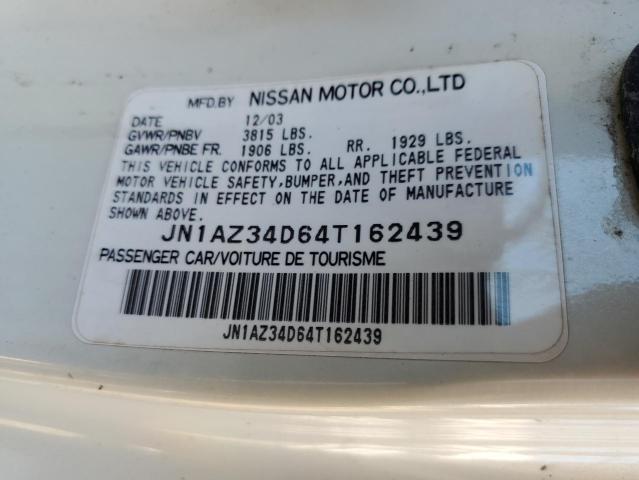 MFD.BY NISSAN MOTOR CO.,LTD
DATE 12/03
GVWR/PNBV 3815 LBS.
GAWR/PNBE FR. 1906 LBS. RR. 1929 LBS.
THIS VEHICLE CONFORMS TO ALL APPLICABLE FEDERAL
MOTOR VEHICLE SAFETY,BUMPER,AND THEFT PREVENTION
STANDARDS IN EFFECT ON THE DATE OF MANUFACTURE
SHOWN ABOVE.
JN1AZ34D64T162439
PASSENGER CAR/VOITURE DE TOURISME
JN1AZ34D64T162439